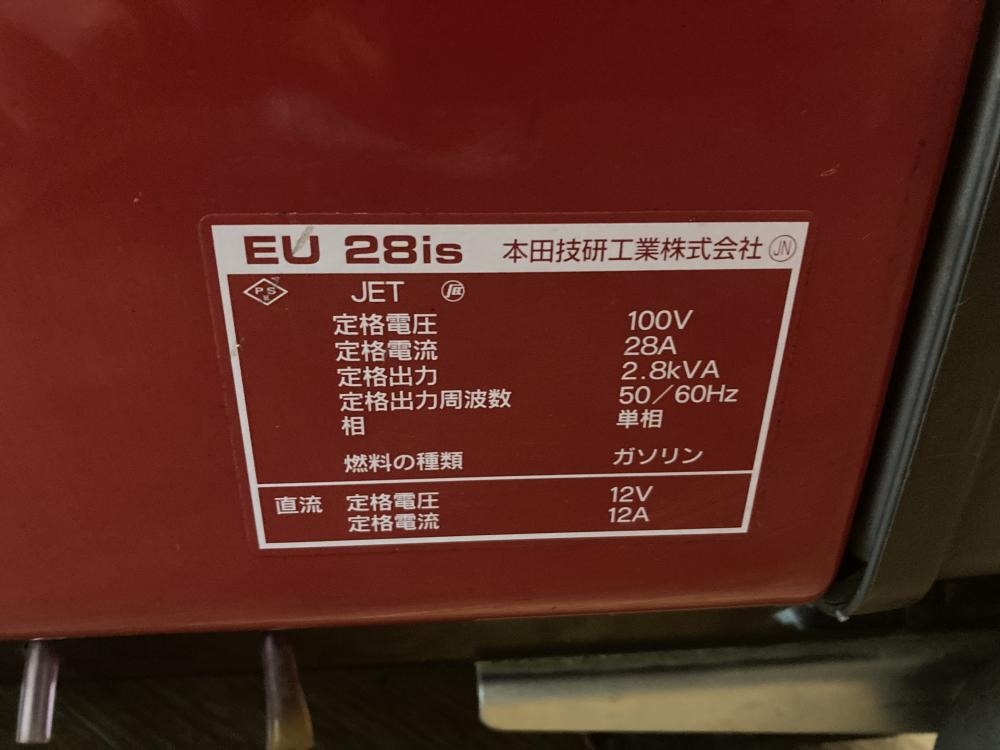 EU 28is 本田技研工業株式会社 JN
PS
E
JET
定格電圧 100V
定格電流 28A
定格出力 2.8kVA
定格出力周波数 50/60Hz
相 単相
燃料の種類 ガソリン
直流 定格電圧 12V
定格電流 12A